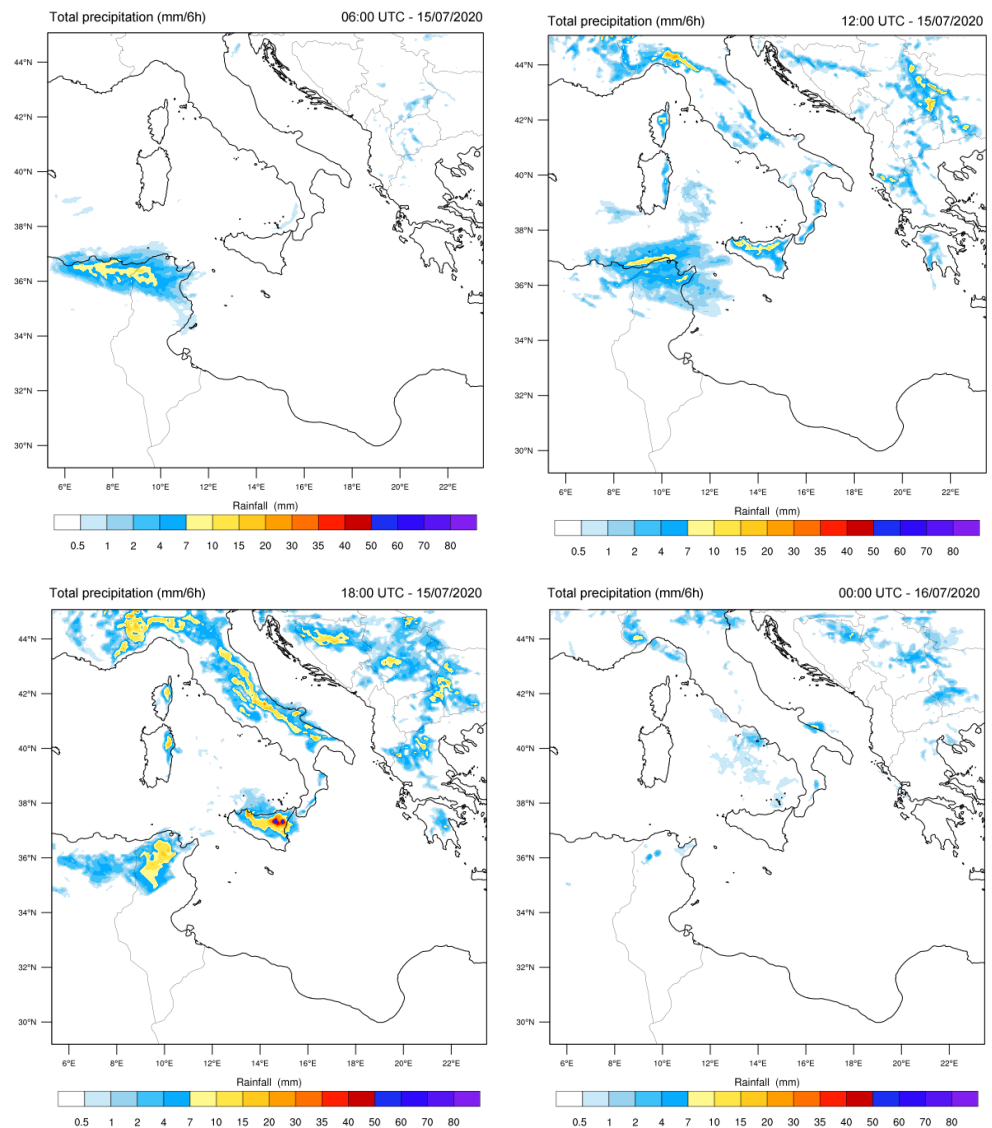 Total precipitation (mm/6h) 06:00 UTC - 15/07/2020
44°N
42°N
40°N
38°N
36°N
34°N
32°N
30°N
6°E 8°E 10°E 12°E 14°E 16°E 18°E 20°E 22°E
Rainfall (mm)
0.5 1 2 4 7 10 15 20 30 35 40 50 60 70 80
Total precipitation (mm/6h) 12:00 UTC - 15/07/2020
44°N
42°N
40°N
38°N
36°N
34°N
32°N
30°N
6°E 8°E 10°E 12°E 14°E 16°E 18°E 20°E 22°E
Rainfall (mm)
0.5 1 2 4 7 10 15 20 30 35 40 50 60 70 80
Total precipitation (mm/6h) 18:00 UTC - 15/07/2020
44°N
42°N
40°N
38°N
36°N
34°N
32°N
30°N
6°E 8°E 10°E 12°E 14°E 16°E 18°E 20°E 22°E
Rainfall (mm)
0.5 1 2 4 7 10 15 20 30 35 40 50 60 70 80
Total precipitation (mm/6h) 00:00 UTC - 16/07/2020
44°N
42°N
40°N
38°N
36°N
34°N
32°N
30°N
6°E 8°E 10°E 12°E 14°E 16°E 18°E 20°E 22°E
Rainfall (mm)
0.5 1 2 4 7 10 15 20 30 35 40 50 60 70 80